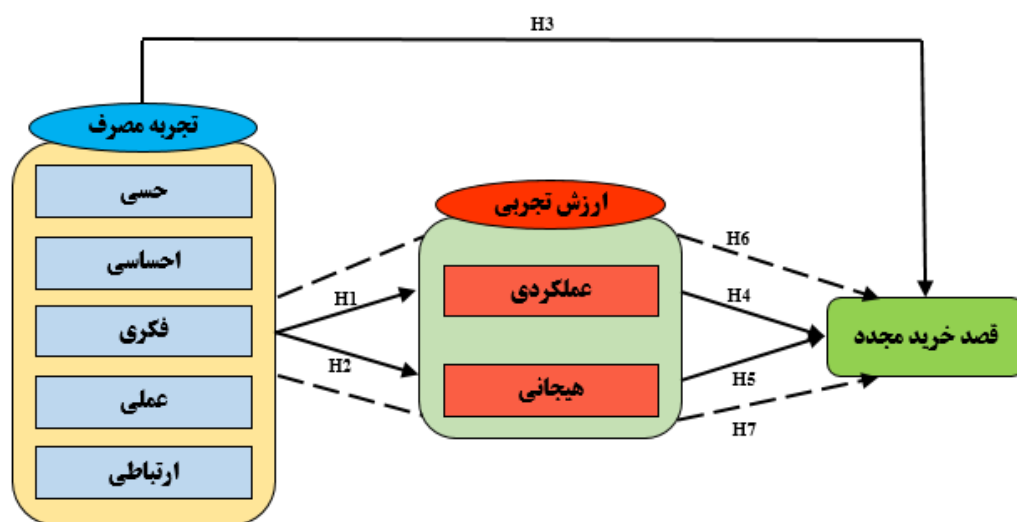 H3
تجربه مصرف
حسی
احساسی
فکری
عملی
ارتباطی
H1
H2
ارزش تجربی
عملکردی
هیجانی
H6
H4
H5
H7
قصد خرید مجدد